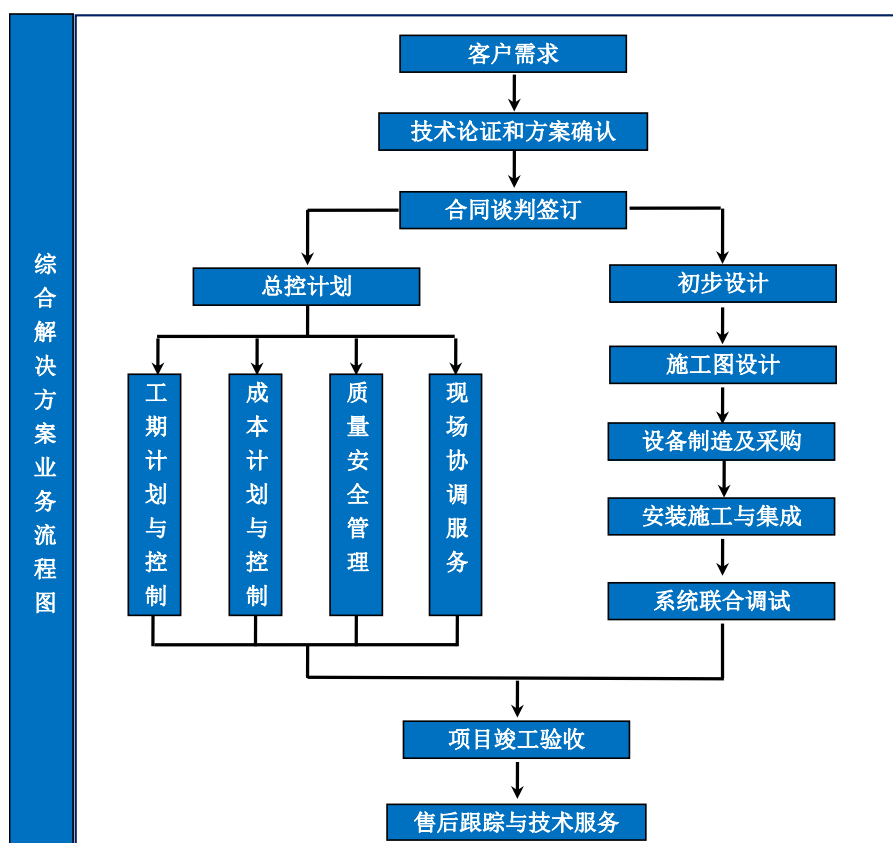 综合解决方案业务流程图
客户需求
技术论证和方案确认
合同谈判签订
总控计划
初步设计
施工图设计
工期计划与控制
成本计划与控制
质量安全管理
现场协调服务
设备制造及采购
安装施工与集成
系统联合调试
项目竣工验收
售后跟踪与技术服务